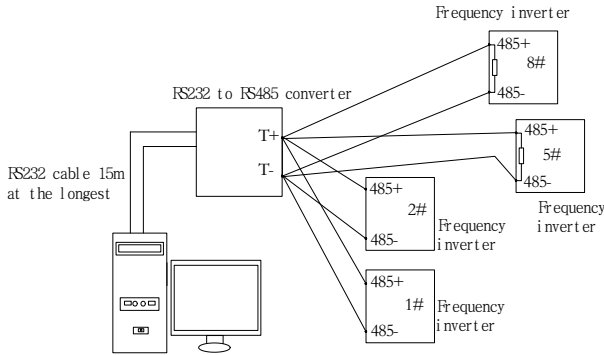 Frequency inverter
485+
8#
485-
RS232 to RS485 converter
T+
T-
485+
5#
485-
Frequency
inverter
RS232 cable 15m
at the longest
485+
2#
485-
Frequency
inverter
485+
1#
485-
Frequency
inverter